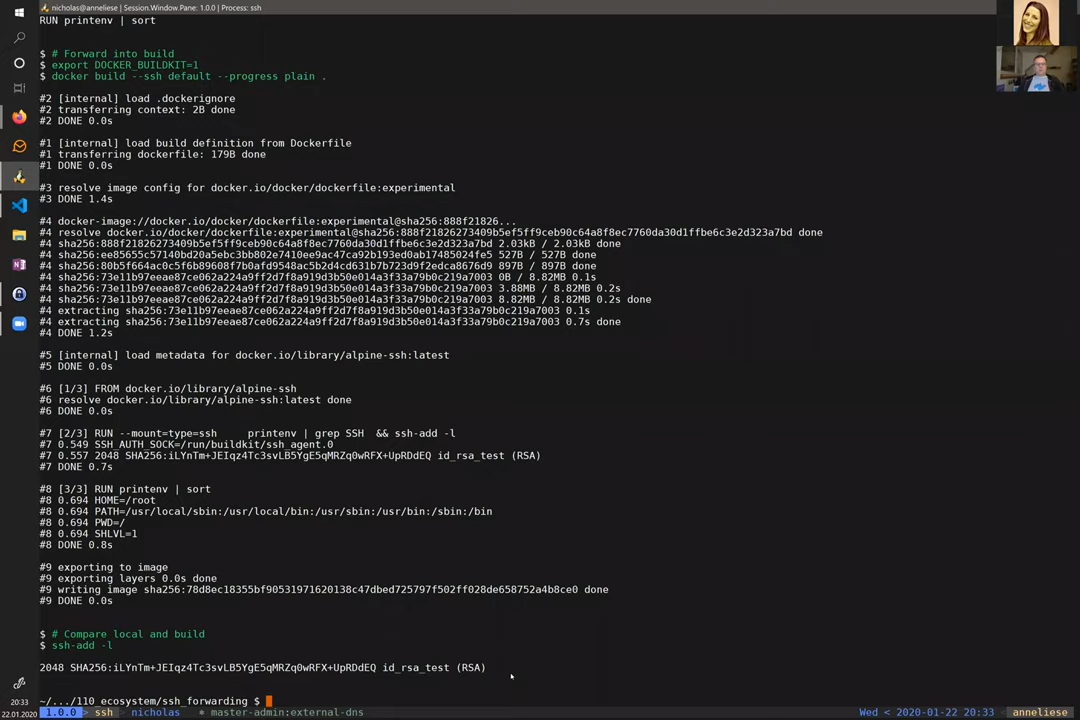 nicholas@anneliese | Session.Window.Pane: 1.0.0 | Process: ssh
RUN printenv | sort
$ # Forward into build
$ export DOCKER_BUILDKIT=1
$ docker build --ssh default --progress plain .
#2 [internal] load .dockerignore
#2 transferring context: 2B done
#2 DONE 0.0s
#1 [internal] load build definition from Dockerfile
#1 transferring dockerfile: 179B done
#1 DONE 0.0s
#3 resolve image config for docker.io/docker/dockerfile:experimental
#3 DONE 1.4s
#4 docker-image://docker.io/docker/dockerfile:experimental@sha256:888f21826...
#4 resolve docker.io/docker/dockerfile:experimental@sha256:888f21826273409b5ef5ff9ceb90c64a8f8ec7760da30d1ffbe6c3e2d323a7bd done
#4 sha256:888f21826273409b5ef5ff9ceb90c64a8f8ec7760da30d1ffbe6c3e2d323a7bd 2.03kB / 2.03kB done
#4 sha256:ee85655c57140bd20a5ebc3bb802e7410ee9ac47ca92b193ed0ab17485024fe5 527B / 527B done
#4 sha256:80b5f664ac0c5f6b89608f7b0afd9548ac5b2d4cd631b7b723d9f2edca8676d9 897B / 897B done
#4 sha256:73e11b97eeae87ce062a224a9ff2d7f8a919d3b50e014a3f33a79b0c219a7003 0B / 8.82MB 0.1s
#4 sha256:73e11b97eeae87ce062a224a9ff2d7f8a919d3b50e014a3f33a79b0c219a7003 3.88MB / 8.82MB 0.2s
#4 sha256:73e11b97eeae87ce062a224a9ff2d7f8a919d3b50e014a3f33a79b0c219a7003 8.82MB / 8.82MB 0.2s done
#4 extracting sha256:73e11b97eeae87ce062a224a9ff2d7f8a919d3b50e014a3f33a79b0c219a7003 0.1s
#4 extracting sha256:73e11b97eeae87ce062a224a9ff2d7f8a919d3b50e014a3f33a79b0c219a7003 0.7s done
#4 DONE 1.2s
#5 [internal] load metadata for docker.io/library/alpine-ssh:latest
#5 DONE 0.0s
#6 [1/3] FROM docker.io/library/alpine-ssh
#6 resolve docker.io/library/alpine-ssh:latest done
#6 DONE 0.0s
#7 [2/3] RUN --mount=type=ssh     printenv | grep SSH  && ssh-add -l
#7 0.549 SSH_AUTH_SOCK=/run/buildkit/ssh_agent.0
#7 0.557 2048 SHA256:iLYnTm+JEIqz4Tc3svLB5YgE5qMRZq0wRFX+UpRDdEQ id_rsa_test (RSA)
#7 DONE 0.7s
#8 [3/3] RUN printenv | sort
#8 0.694 HOME=/root
#8 0.694 PATH=/usr/local/sbin:/usr/local/bin:/usr/sbin:/usr/bin:/sbin:/bin
#8 0.694 PWD=/
#8 0.694 SHLVL=1
#8 DONE 0.8s
#9 exporting to image
#9 exporting layers 0.0s done
#9 writing image sha256:78d8ec18355bf90531971620138c47dbed725797f502ff028de658752a4b8ce0 done
#9 DONE 0.0s
$ # Compare local and build
$ ssh-add -l
2048 SHA256:iLYnTm+JEIqz4Tc3svLB5YgE5qMRZq0wRFX+UpRDdEQ id_rsa_test (RSA)
~/.../110_ecosystem/ssh_forwarding $
1.0.0 > ssh  nicholas  * master-admin:external-dns  Wed < 2020-01-22 20:33  anneliese
20:33
22.01.2020